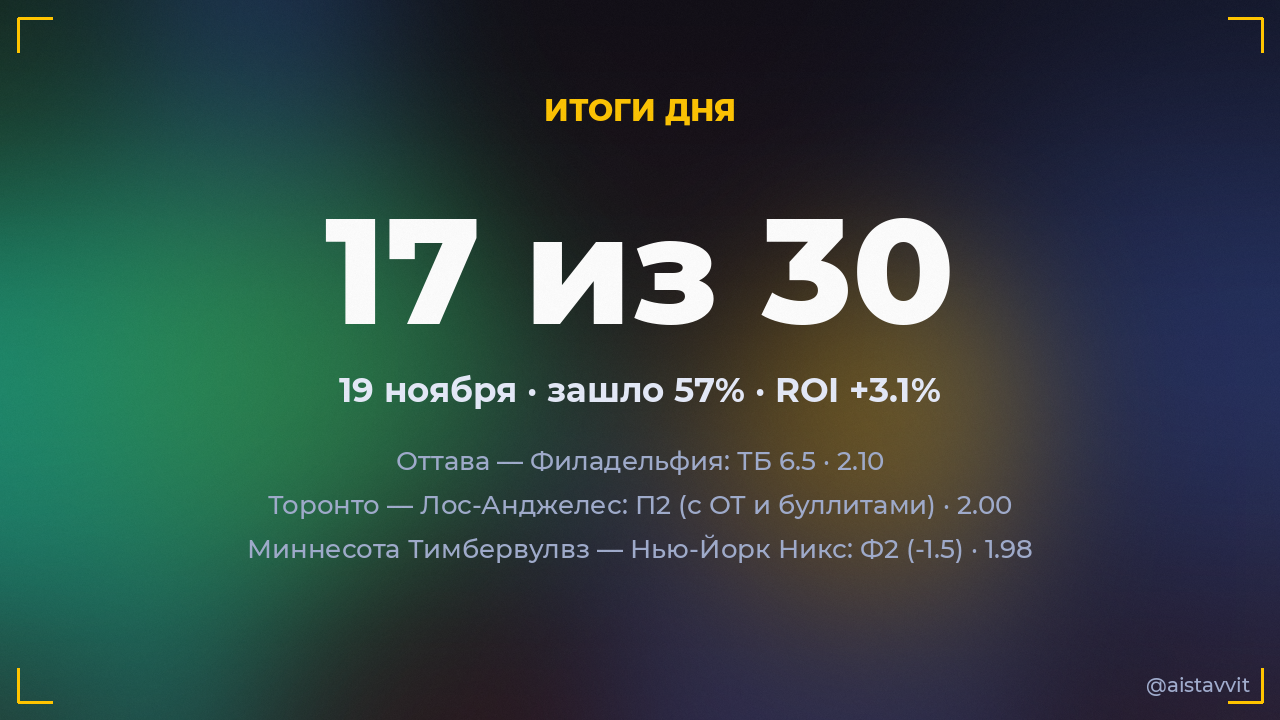 ИТОГИ ДНЯ
17 из 30
19 ноября · зашло 57% · ROI +3.1%
Оттава — Филадельфия: ТБ 6.5 · 2.10
Торонто — Лос-Анджелес: П2 (с ОТ и буллитами) · 2.00
Миннесота Тимбервулвз — Нью-Йорк Никс: Ф2 (-1.5) · 1.98
@aistavvit